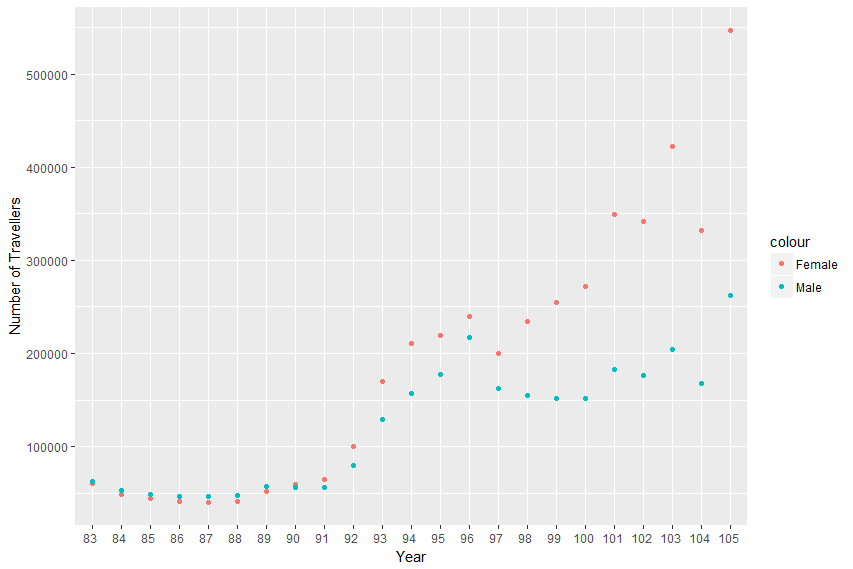 500000
400000
300000
200000
100000
Number of Travellers
83 84 85 86 87 88 89 90 91 92 93 94 95 96 97 98 99 100 101 102 103 104 105
Year
colour
Female
Male